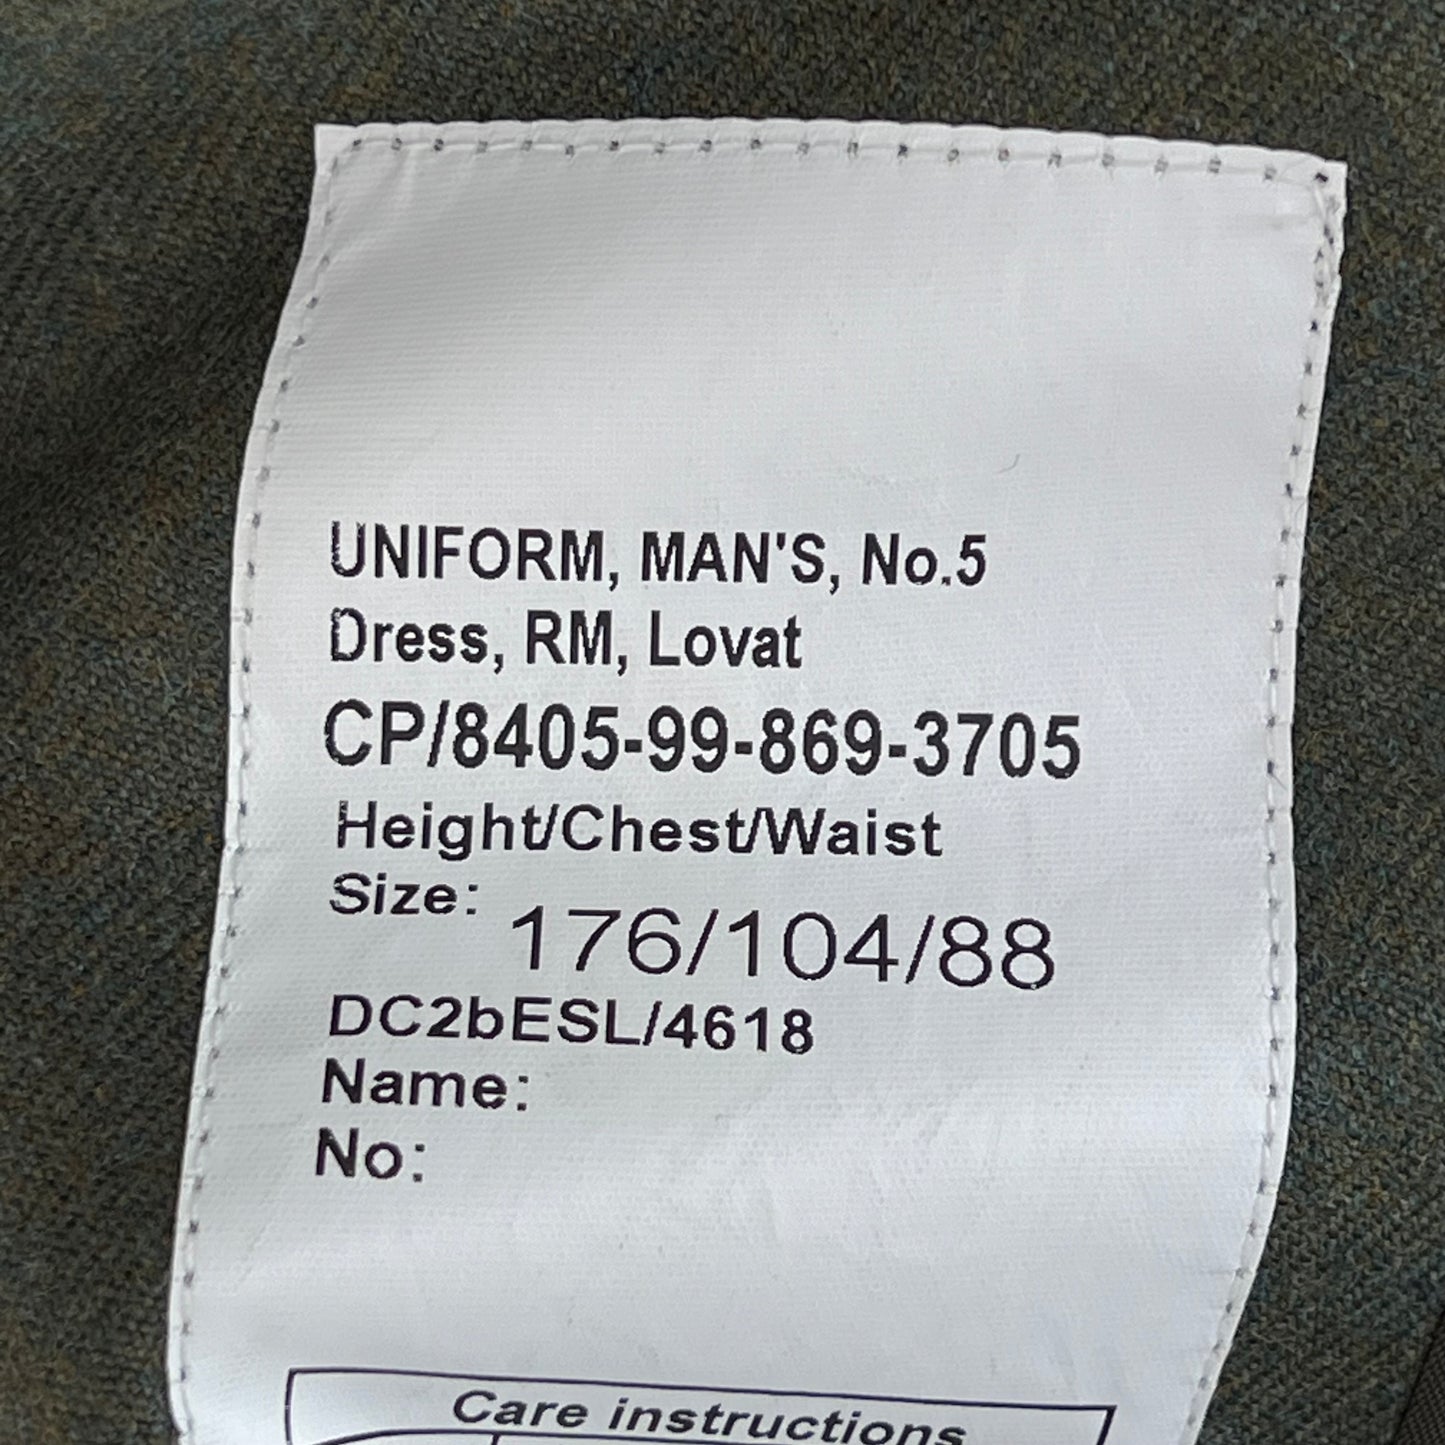 UNIFORM, MAN'S, No.5
Dress, RM, Lovat
CP/8405-99-869-3705
Height/Chest/Waist
Size: 176/104/88
DC2bESL/4618
Name:
No:
Care instructions